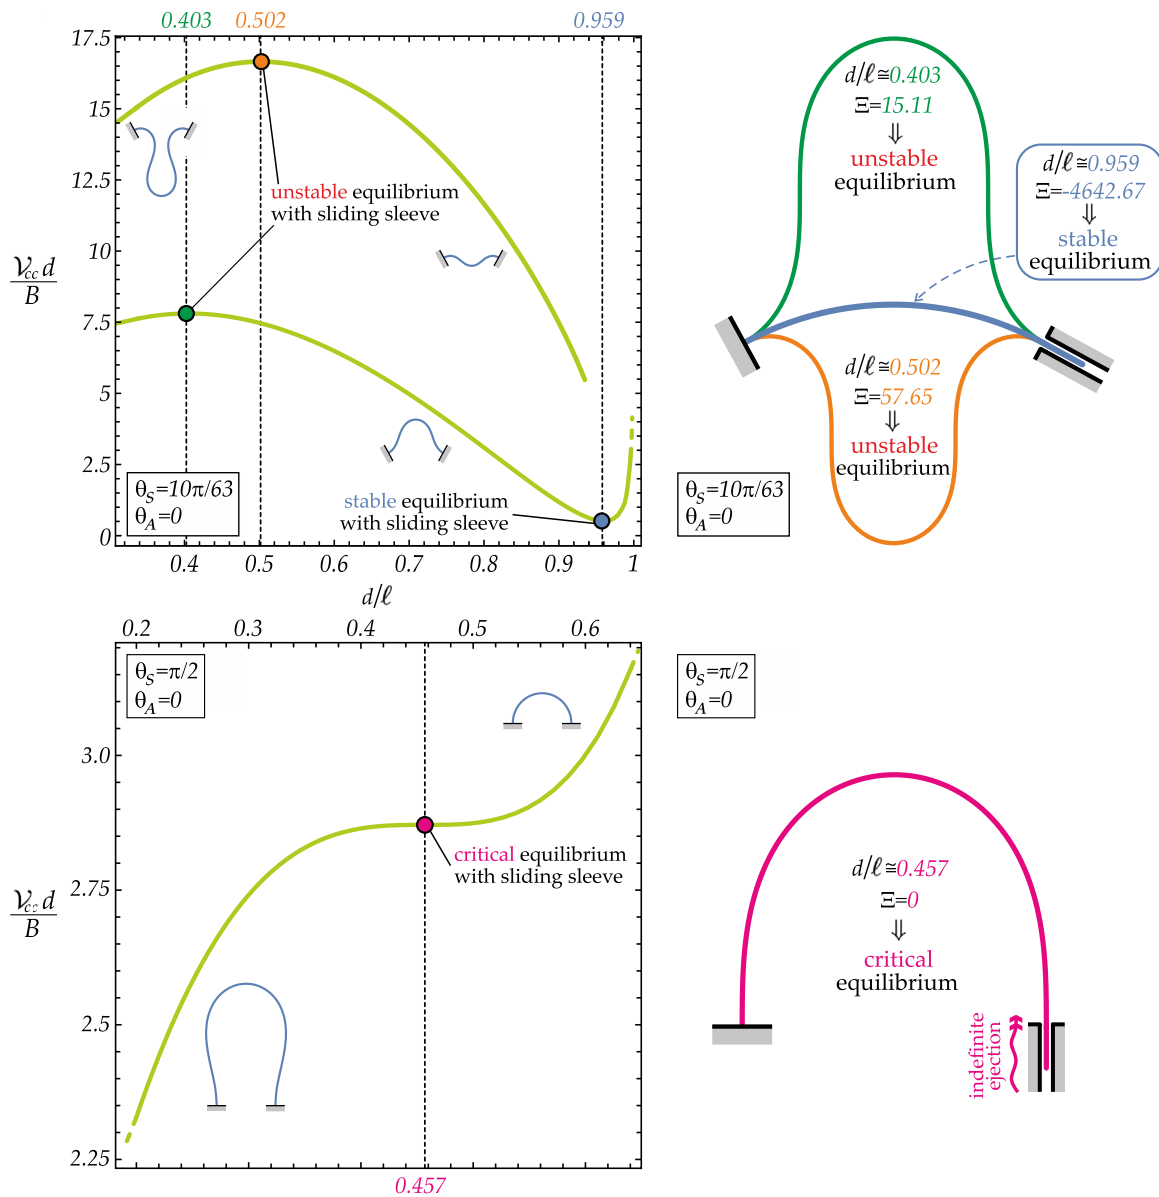 0.403 0.502 0.959
17.5
15
12.5
10
7.5
5
2.5
0
𝒱cc d
B
unstable equilibrium
with sliding sleeve
stable equilibrium
with sliding sleeve
θS=10π/63
θA=0
0.4 0.5 0.6 0.7 0.8 0.9 1
d/ℓ
d/ℓ≅0.403
Ξ=15.11
⇓
unstable
equilibrium
d/ℓ≅0.959
Ξ=-4642.67
⇓
stable
equilibrium
d/ℓ≅0.502
Ξ=57.65
⇓
unstable
equilibrium
θS=10π/63
θA=0
0.2 0.3 0.4 0.5 0.6
θS=π/2
θA=0
3.0
2.75
2.5
2.25
𝒱cc d
B
critical equilibrium
with sliding sleeve
0.457
θS=π/2
θA=0
d/ℓ≅0.457
Ξ=0
⇓
critical
equilibrium
indefinite
ejection